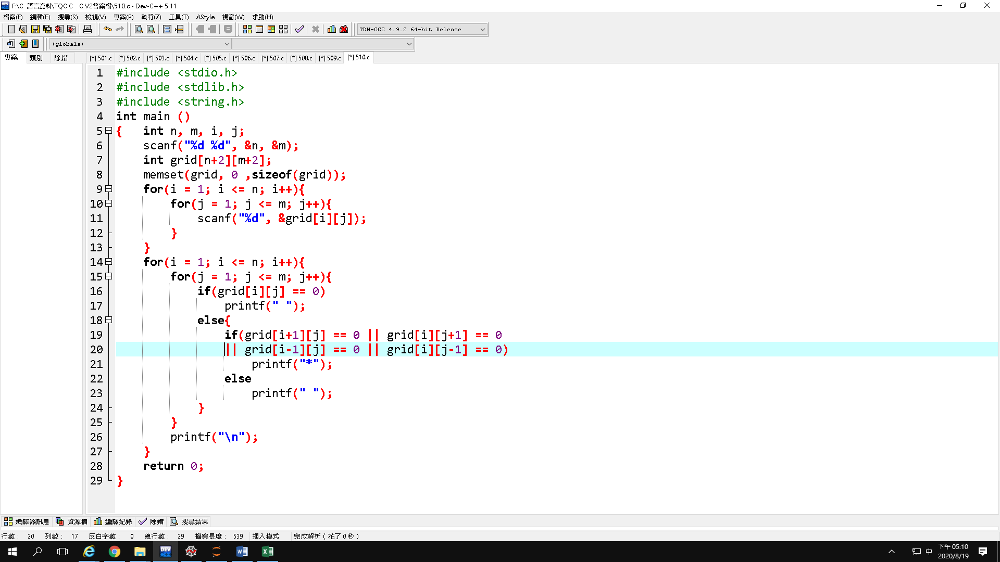 F:\C 語言資料\TQC C　C V2答案檔\510.c - Dev-C++ 5.11
檔案(F) 編輯(E) 搜尋(S) 檢視(V) 專案(P) 執行(Z) 工具(T) AStyle 視窗(W) 求助(H)
TDM-GCC 4.9.2 64-bit Release
(globals)
專案 類別 除錯 [*] 501.c [*] 502.c [*] 503.c [*] 504.c [*] 505.c [*] 506.c [*] 507.c [*] 508.c [*] 509.c [*] 510.c
1 #include <stdio.h>
2 #include <stdlib.h>
3 #include <string.h>
4 int main ()
5 {   int n, m, i, j;
6     scanf("%d %d", &n, &m);
7     int grid[n+2][m+2];
8     memset(grid, 0 ,sizeof(grid));
9     for(i = 1; i <= n; i++){
10         for(j = 1; j <= m; j++){
11             scanf("%d", &grid[i][j]);
12         }
13     }
14     for(i = 1; i <= n; i++){
15         for(j = 1; j <= m; j++){
16             if(grid[i][j] == 0)
17                 printf(" ");
18             else{
19                 if(grid[i+1][j] == 0 || grid[i][j+1] == 0
20                 || grid[i-1][j] == 0 || grid[i][j-1] == 0)
21                     printf("*");
22                 else
23                     printf(" ");
24             }
25         }
26         printf("\n");
27     }
28     return 0;
29 }
編譯器訊息 資源檔 編譯紀錄 除錯 搜尋結果
行數： 20 列數： 17 反白字數： 0 總行數： 29 檔案長度： 539 插入模式 完成解析 ( 花了 0 秒 )
DEV
中
下午 05:10
2020/8/19